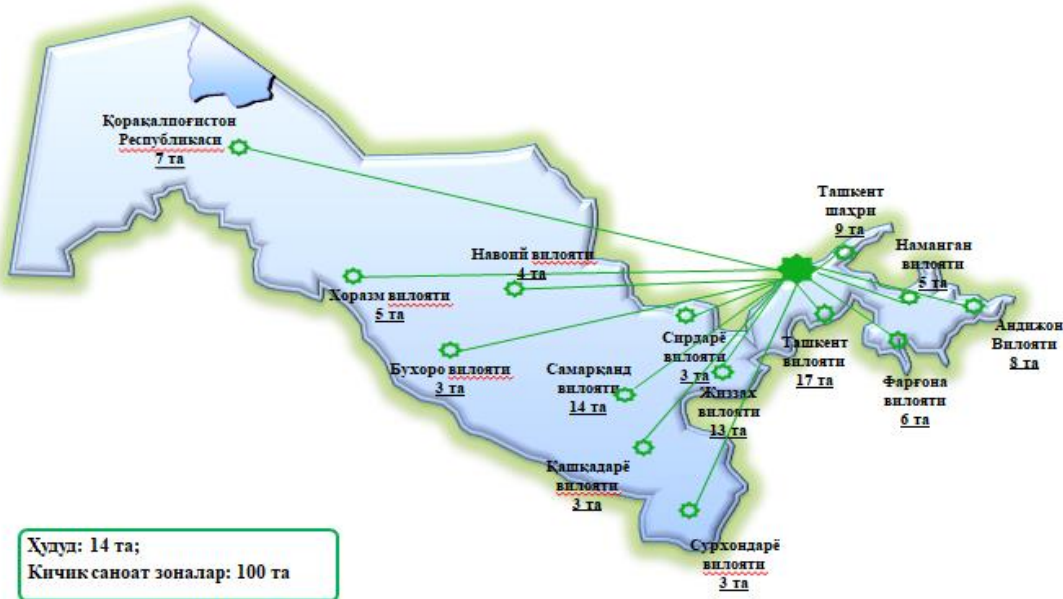 Қорақалпоғистон
Республикаси
7 та
Ташкент
шаҳри
9 та
Наманган
вилояти
5 та
Навоий вилояти
4 та
Хоразм вилояти
5 та
Андижон
Вилояти
8 та
Сирдарё
вилояти
3 та
Ташкент
вилояти
17 та
Бухоро вилояти
3 та
Самарқанд
вилояти
14 та
Фарғона
вилояти
6 та
Жиззах
вилояти
13 та
Қашқадарё
вилояти
3 та
Сурхондарё
вилояти
3 та
Ҳудуд: 14 та;
Кичик саноат зоналар: 100 та